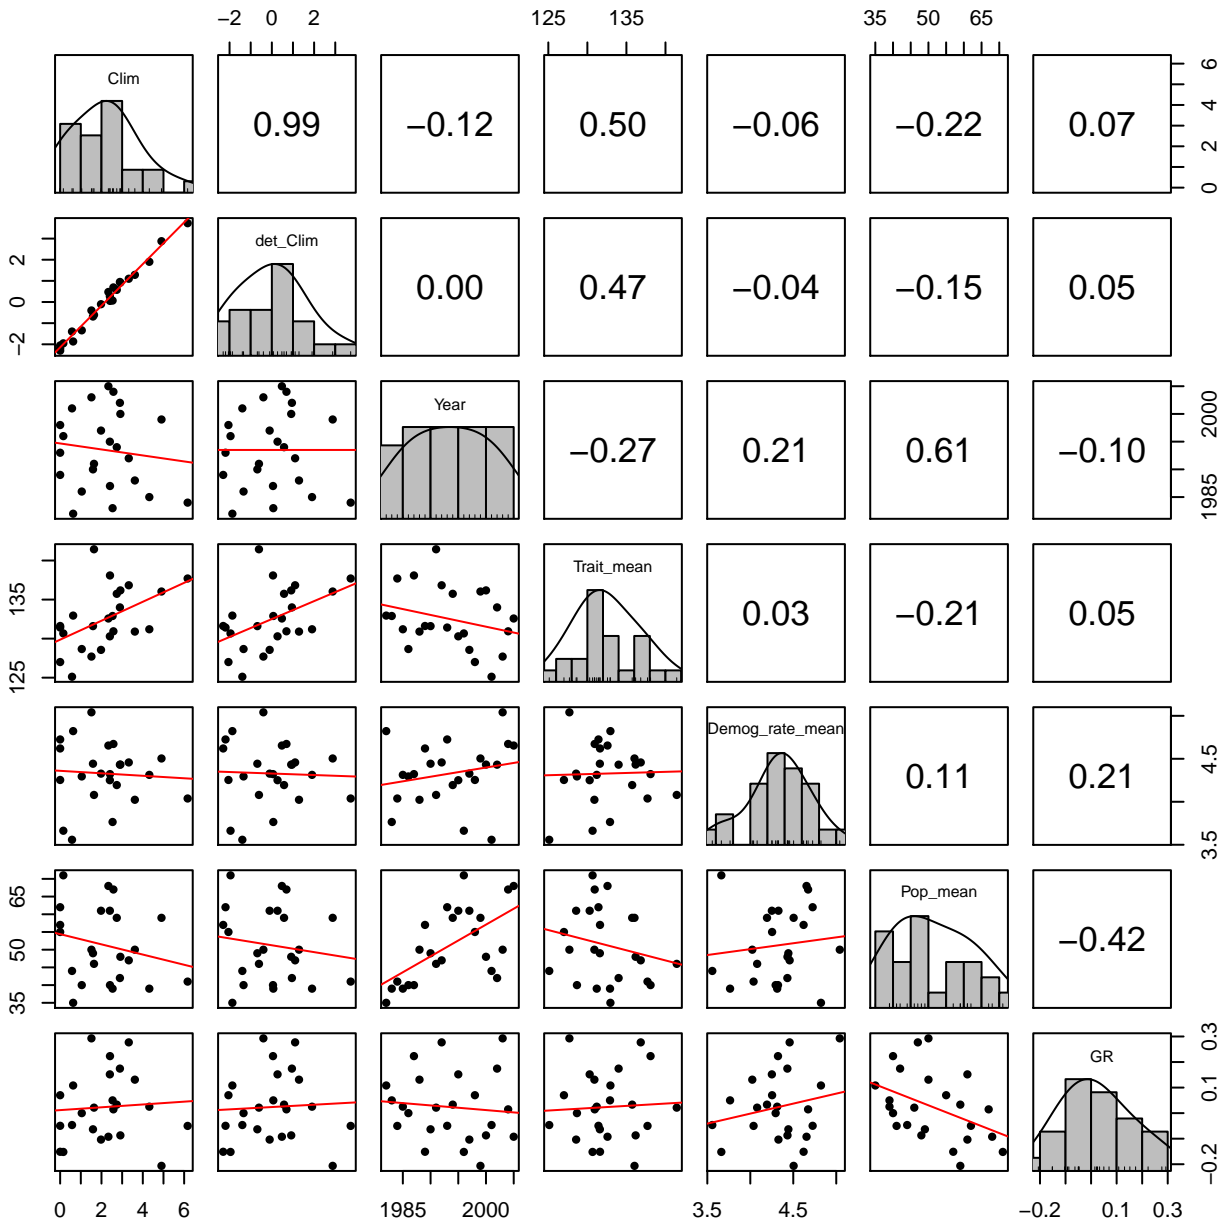 −2 0 2 125 135 35 50 65
Clim 0.99 −0.12 0.50 −0.06 −0.22 0.07 0 2 4 6
−2 0 2 det_Clim 0.00 0.47 −0.04 −0.15 0.05
Year −0.27 0.21 0.61 −0.10 1985 2000
125 135 Trait_mean 0.03 −0.21 0.05
Demog_rate_mean 0.11 0.21 3.5 4.5
35 50 65 Pop_mean −0.42
GR −0.2 0.1 0.3
0 2 4 6 1985 2000 3.5 4.5 −0.2 0.1 0.3